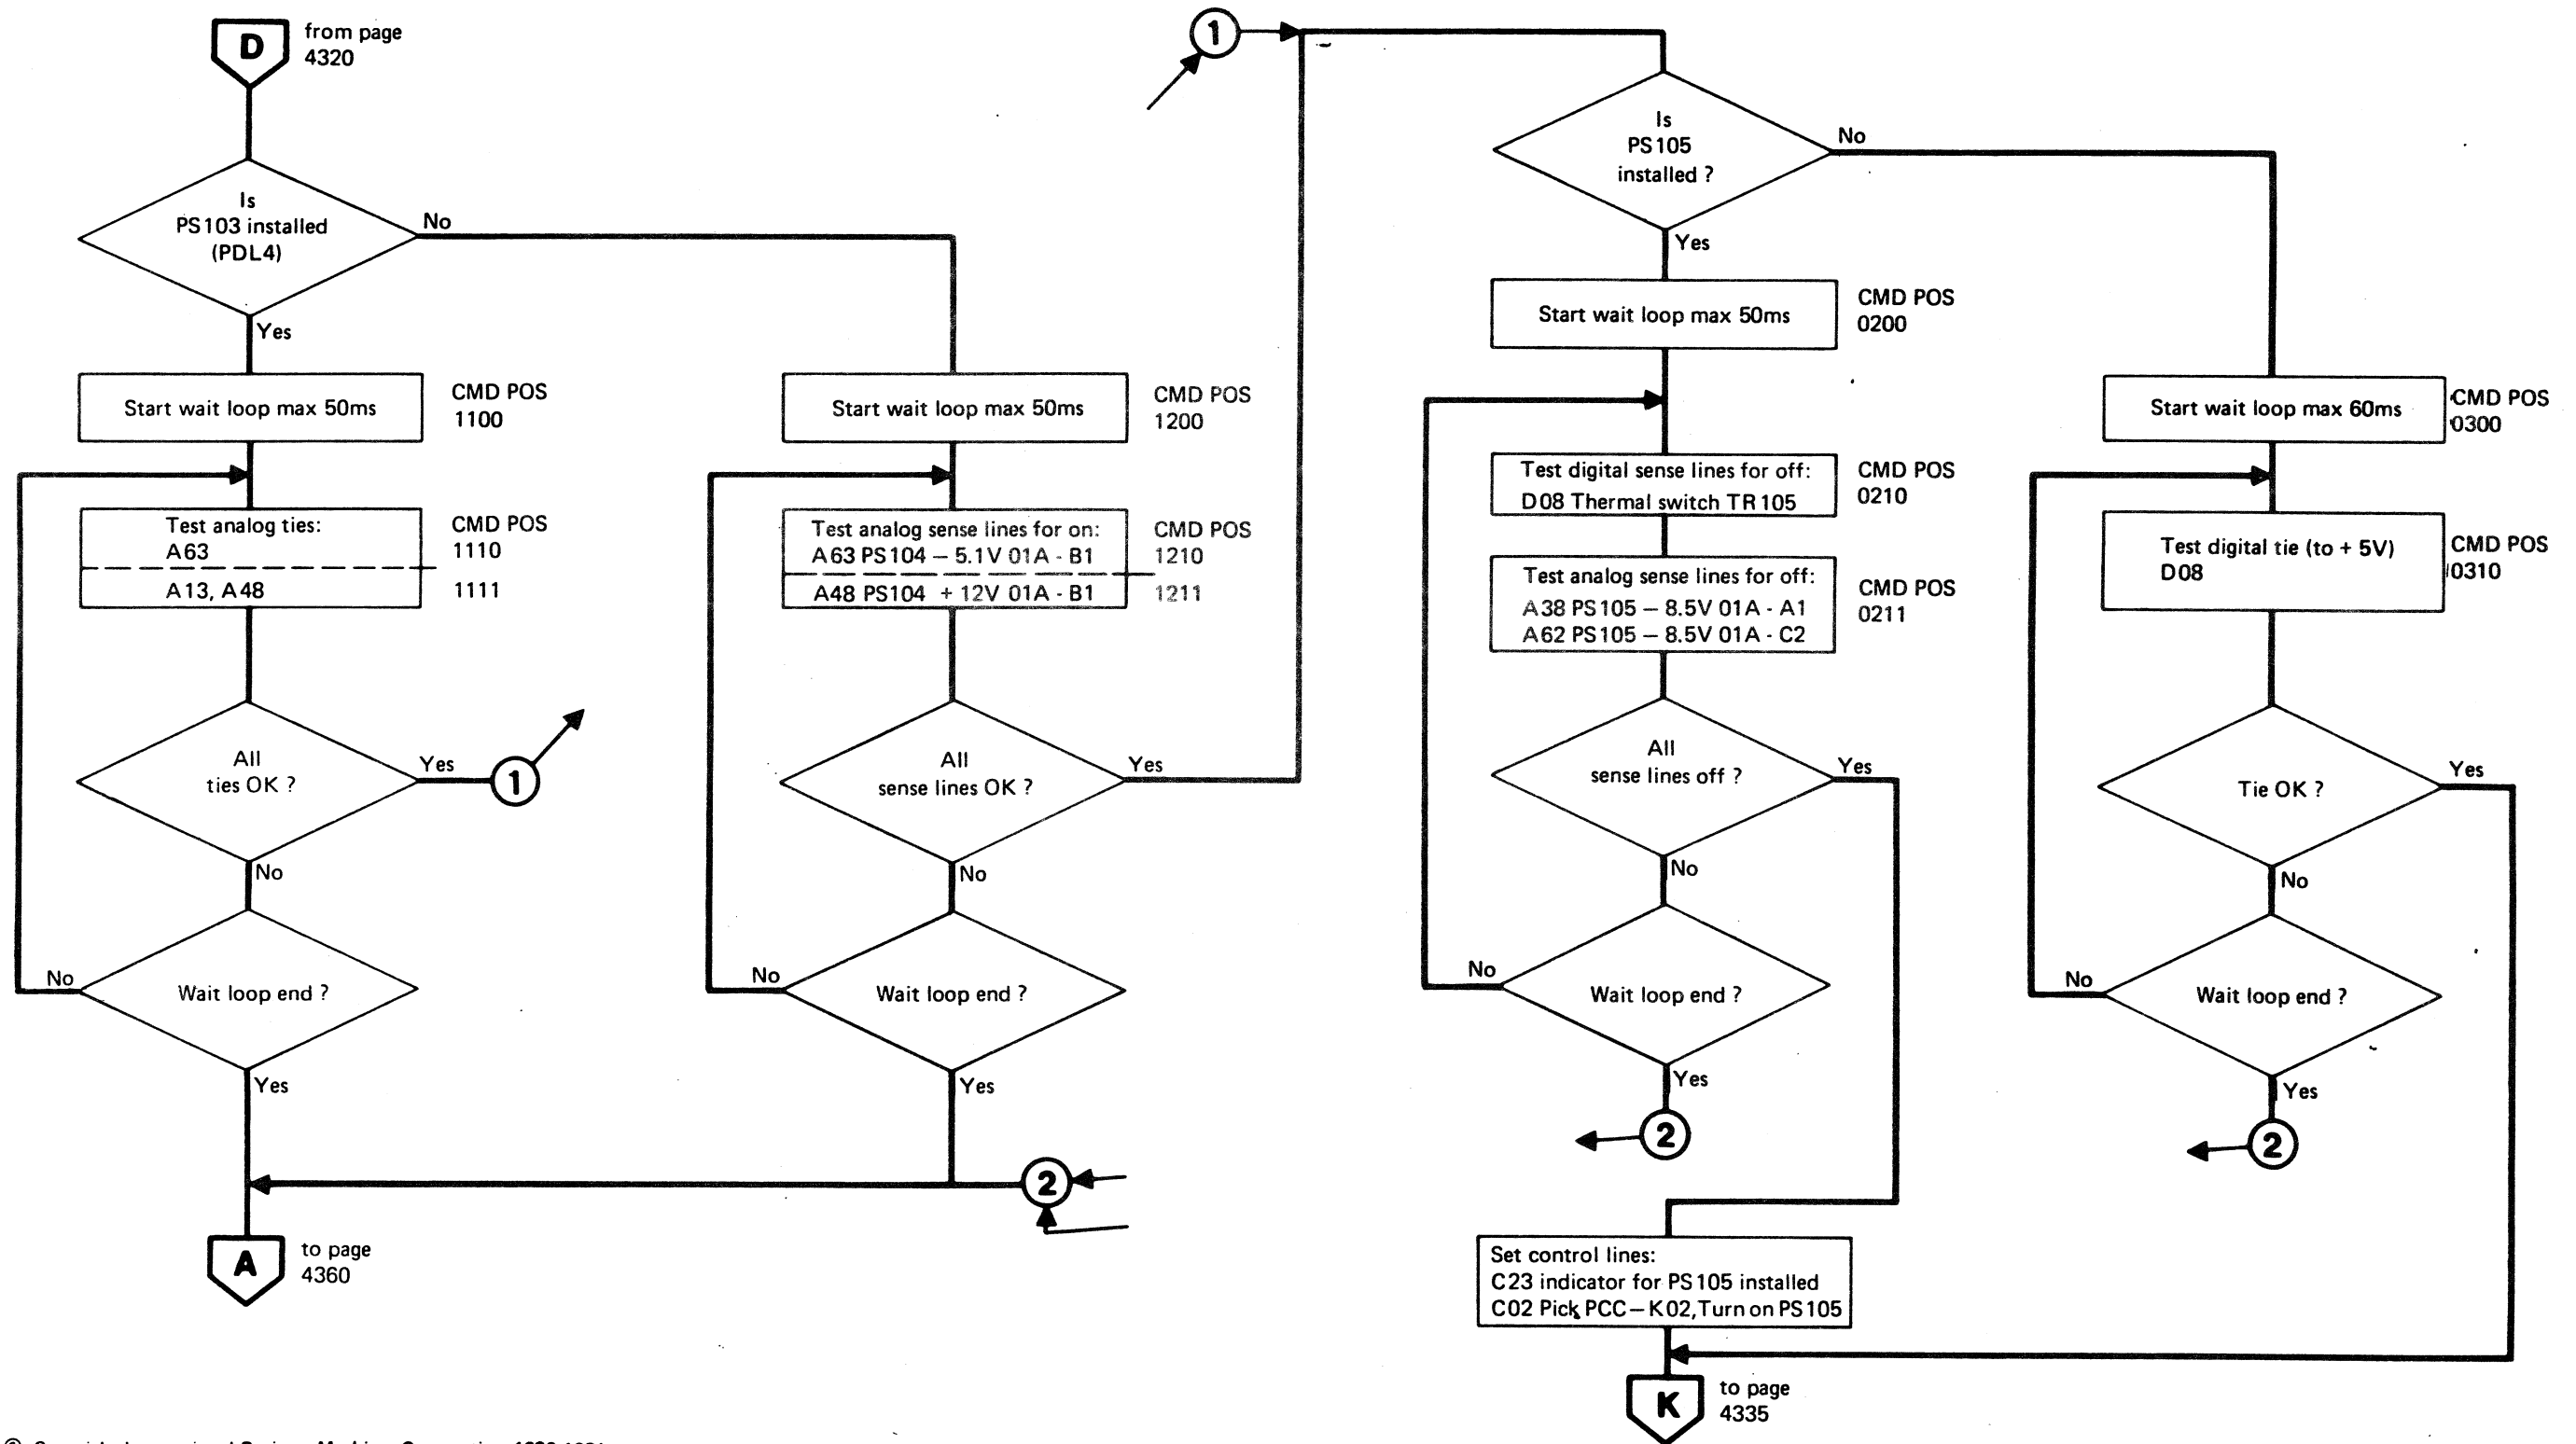 D
from page
4320
Is
PS103 installed
(PDL4)
No
Yes
Start wait loop max 50ms
CMD POS
1100
Test analog ties:
A63
CMD POS
1110
A13, A48
1111
All
ties OK ?
Yes
1
No
Wait loop end ?
No
Yes
A
to page
4360
Start wait loop max 50ms
CMD POS
1200
Test analog sense lines for on:
A63 PS104 – 5.1V 01A - B1
CMD POS
1210
A48 PS104 + 12V 01A - B1
1211
All
sense lines OK ?
Yes
No
Wait loop end ?
No
Yes
2
1
Is
PS105
installed ?
No
Yes
Start wait loop max 50ms
CMD POS
0200
Test digital sense lines for off:
D08 Thermal switch TR105
CMD POS
0210
Test analog sense lines for off:
A38 PS105 – 8.5V 01A - A1
A62 PS105 – 8.5V 01A - C2
CMD POS
0211
All
sense lines off ?
Yes
No
Wait loop end ?
No
Yes
2
Set control lines:
C23 indicator for PS105 installed
C02 Pick PCC – K02, Turn on PS105
K
to page
4335
Start wait loop max 60ms
CMD POS
0300
Test digital tie (to + 5V)
D08
CMD POS
0310
Tie OK ?
Yes
No
Wait loop end ?
No
Yes
2